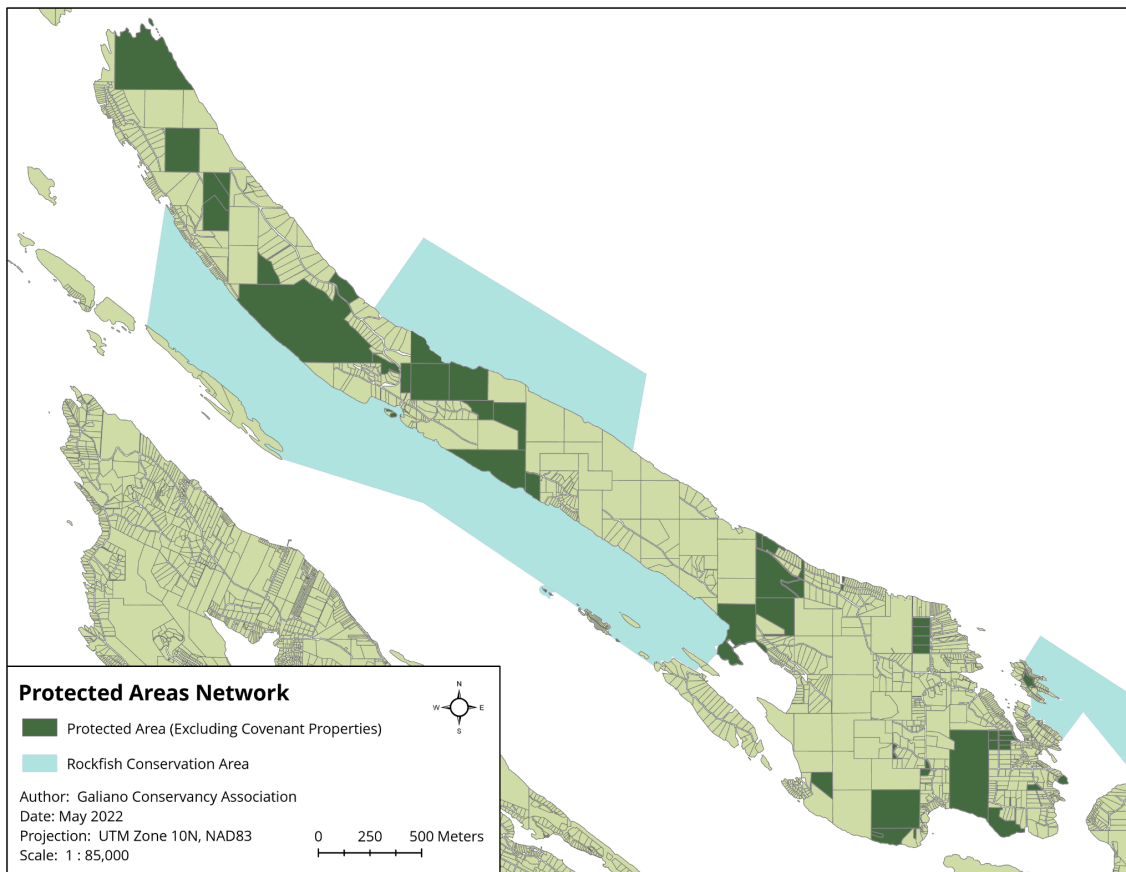 Protected Areas Network
N
W E
S
Protected Area (Excluding Covenant Properties)
Rockfish Conservation Area
Author: Galiano Conservancy Association
Date: May 2022
Projection: UTM Zone 10N, NAD83
Scale: 1 : 85,000
0 250 500 Meters